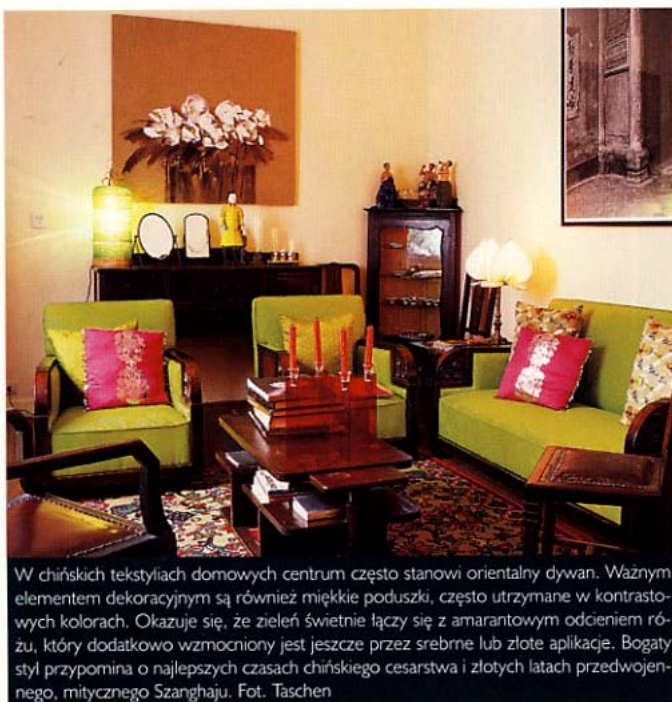 W chińskich tekstyliach domowych centrum często stanowi orientalny dywan. Ważnym
elementem dekoracyjnym są również miękkie poduszki, często utrzymane w kontrasto-
wych kolorach. Okazuje się, że zieleń świetnie łączy się z amarantowym odcieniem ró-
żu, który dodatkowo wzmocniony jest jeszcze przez srebrne lub złote aplikacje. Bogaty
styl przypomina o najlepszych czasach chińskiego cesarstwa i złotych latach przedwojen-
nego, mitycznego Szanghaju. Fot. Taschen